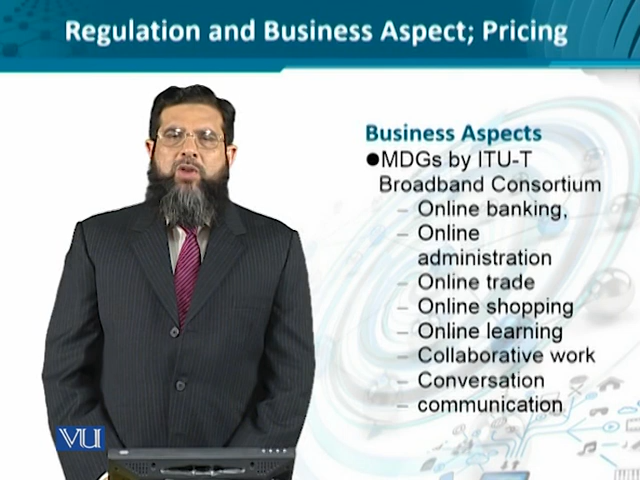 Regulation and Business Aspect; Pricing
Business Aspects
●MDGs by ITU-T
Broadband Consortium
– Online banking,
– Online
administration
– Online trade
– Online shopping
– Online learning
– Collaborative work
– Conversation
– communication
VU